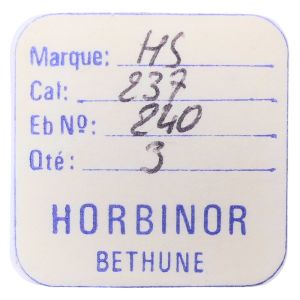 Marque: HS
Cal: 237
Eb Nº: 240
Qté: 3
HORBINOR
BETHUNE